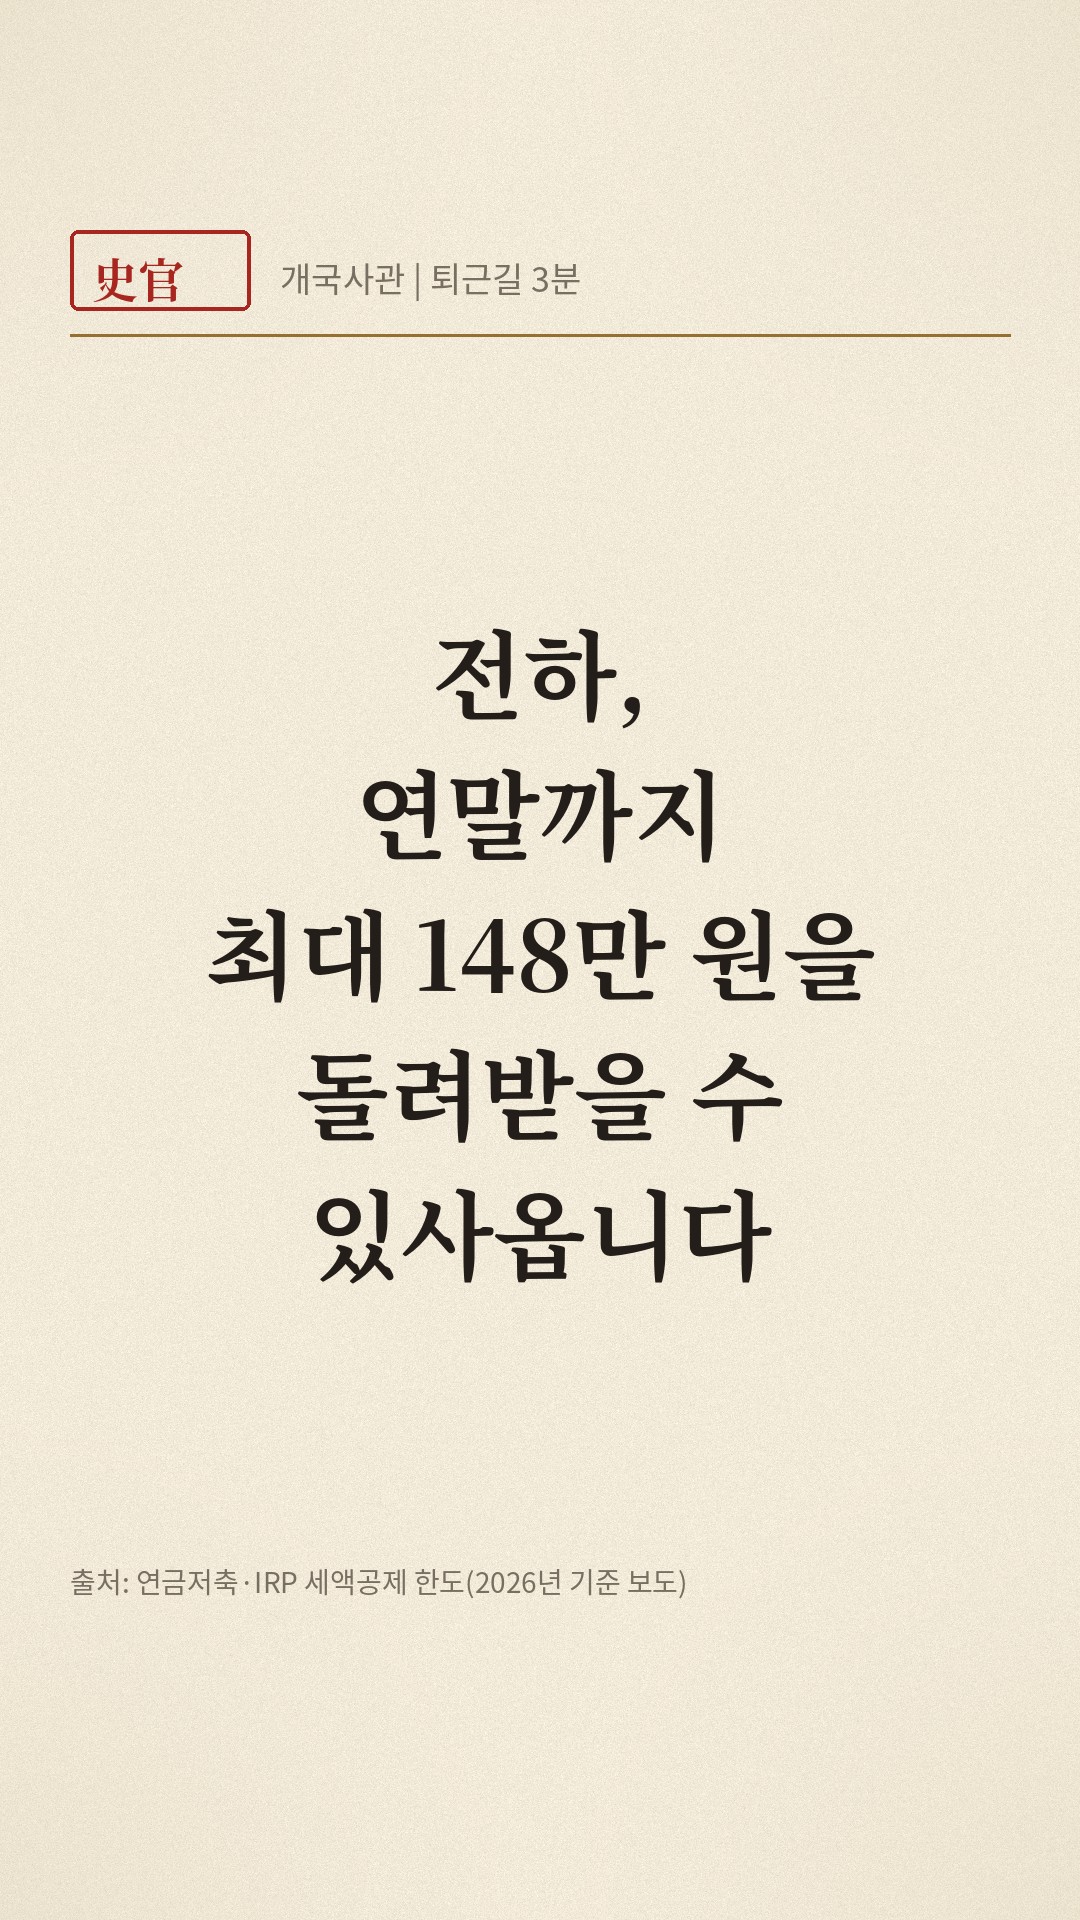 史官
개국사관 | 퇴근길 3분
전하,
연말까지
최대 148만 원을
돌려받을 수
있사옵니다
출처: 연금저축·IRP 세액공제 한도(2026년 기준 보도)